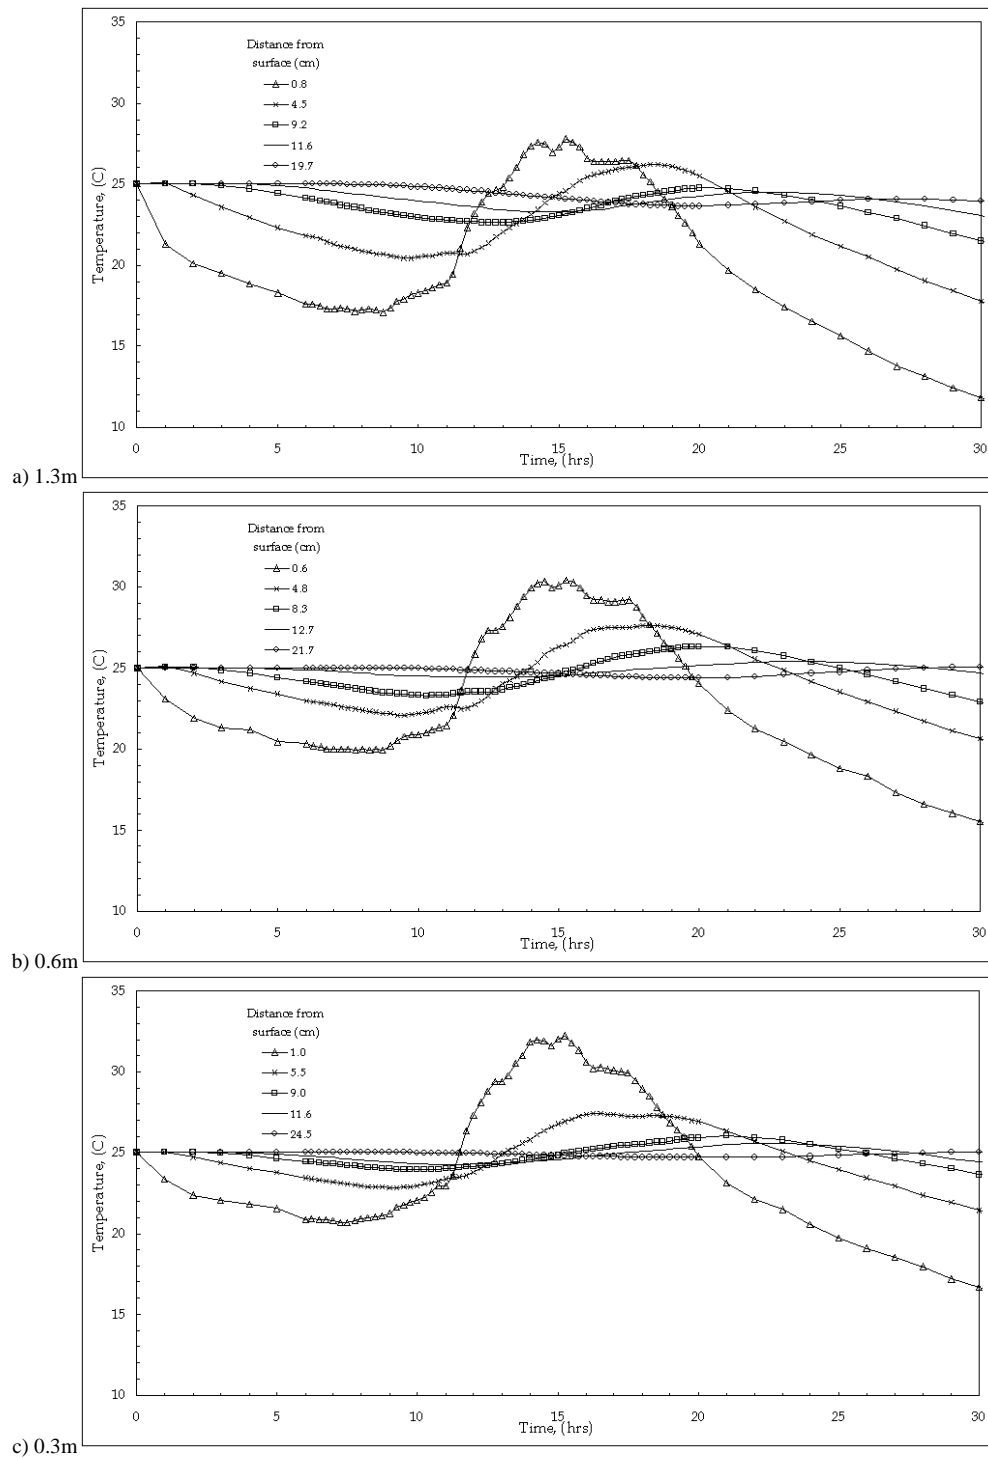 35
30
25
20
15
10
Temperature, (C)
Distance from
surface (cm)
0.8
4.5
9.2
11.6
19.7
0 5 10 15 20 25 30
Time, (hrs)
a) 1.3m
35
30
25
20
15
10
Temperature, (C)
Distance from
surface (cm)
0.6
4.8
8.3
12.7
21.7
0 5 10 15 20 25 30
Time, (hrs)
b) 0.6m
35
30
25
20
15
10
Temperature, (C)
Distance from
surface (cm)
1.0
5.5
9.0
11.6
24.5
0 5 10 15 20 25 30
Time, (hrs)
c) 0.3m